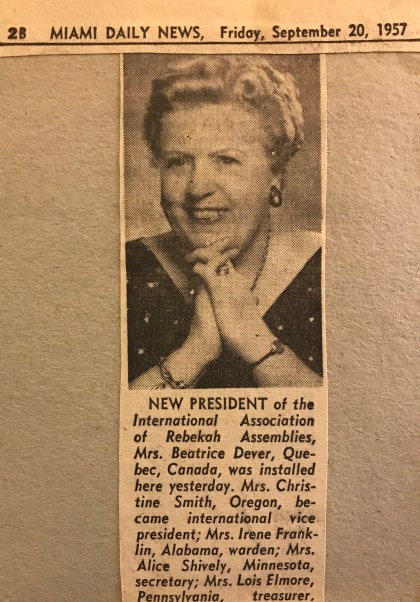 2B MIAMI DAILY NEWS, Friday, September 20, 1957
NEW PRESIDENT of the
International Association
of Rebekah Assemblies,
Mrs. Beatrice Dever, Que-
bec, Canada, was installed
here yesterday. Mrs. Chris-
tine Smith, Oregon, be-
came international vice
president; Mrs. Irene Frank-
lin, Alabama, warden; Mrs.
Alice Shively, Minnesota,
secretary; Mrs. Lois Elmore,
Pennsylvania, treasurer.